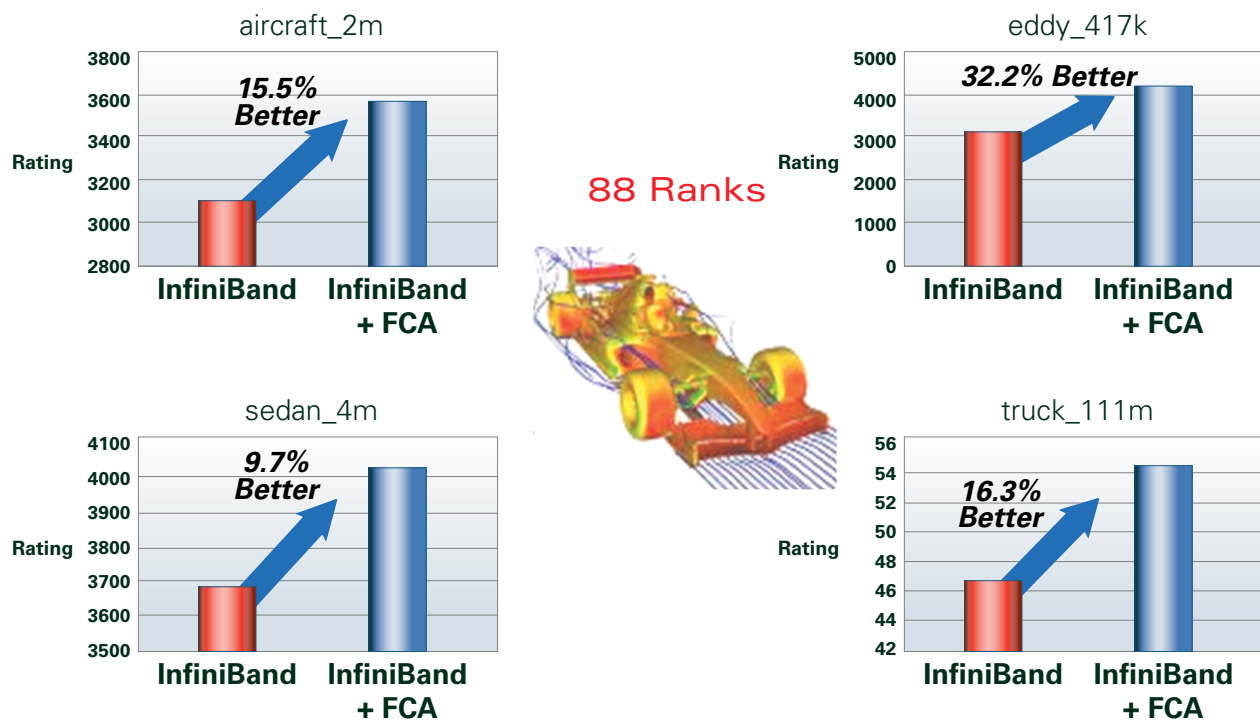 aircraft_2m
3800
3600
3400
3200
3000
2800
Rating
15.5%
Better
InfiniBand
InfiniBand
+ FCA
eddy_417k
5000
4000
3000
2000
1000
0
Rating
32.2% Better
InfiniBand
InfiniBand
+ FCA
88 Ranks
sedan_4m
4100
4000
3900
3800
3700
3600
3500
Rating
9.7%
Better
InfiniBand
InfiniBand
+ FCA
truck_111m
56
54
52
50
48
46
44
42
Rating
16.3%
Better
InfiniBand
InfiniBand
+ FCA